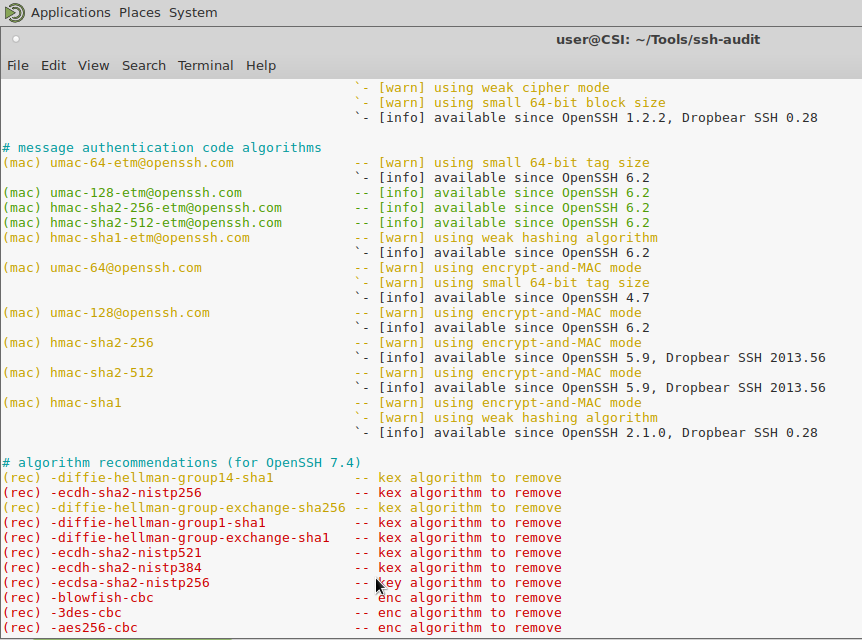 Applications Places System
user@CSI: ~/Tools/ssh-audit
File Edit View Search Terminal Help
`- [warn] using weak cipher mode
`- [warn] using small 64-bit block size
`- [info] available since OpenSSH 1.2.2, Dropbear SSH 0.28
# message authentication code algorithms
(mac) umac-64-etm@openssh.com -- [warn] using small 64-bit tag size
`- [info] available since OpenSSH 6.2
(mac) umac-128-etm@openssh.com -- [info] available since OpenSSH 6.2
(mac) hmac-sha2-256-etm@openssh.com -- [info] available since OpenSSH 6.2
(mac) hmac-sha2-512-etm@openssh.com -- [info] available since OpenSSH 6.2
(mac) hmac-sha1-etm@openssh.com -- [warn] using weak hashing algorithm
`- [info] available since OpenSSH 6.2
(mac) umac-64@openssh.com -- [warn] using encrypt-and-MAC mode
`- [warn] using small 64-bit tag size
`- [info] available since OpenSSH 4.7
(mac) umac-128@openssh.com -- [warn] using encrypt-and-MAC mode
`- [info] available since OpenSSH 6.2
(mac) hmac-sha2-256 -- [warn] using encrypt-and-MAC mode
`- [info] available since OpenSSH 5.9, Dropbear SSH 2013.56
(mac) hmac-sha2-512 -- [warn] using encrypt-and-MAC mode
`- [info] available since OpenSSH 5.9, Dropbear SSH 2013.56
(mac) hmac-sha1 -- [warn] using encrypt-and-MAC mode
`- [warn] using weak hashing algorithm
`- [info] available since OpenSSH 2.1.0, Dropbear SSH 0.28
# algorithm recommendations (for OpenSSH 7.4)
(rec) -diffie-hellman-group14-sha1 -- kex algorithm to remove
(rec) -ecdh-sha2-nistp256 -- kex algorithm to remove
(rec) -diffie-hellman-group-exchange-sha256 -- kex algorithm to remove
(rec) -diffie-hellman-group1-sha1 -- kex algorithm to remove
(rec) -diffie-hellman-group-exchange-sha1 -- kex algorithm to remove
(rec) -ecdh-sha2-nistp521 -- kex algorithm to remove
(rec) -ecdh-sha2-nistp384 -- kex algorithm to remove
(rec) -ecdsa-sha2-nistp256 -- key algorithm to remove
(rec) -blowfish-cbc -- enc algorithm to remove
(rec) -3des-cbc -- enc algorithm to remove
(rec) -aes256-cbc -- enc algorithm to remove